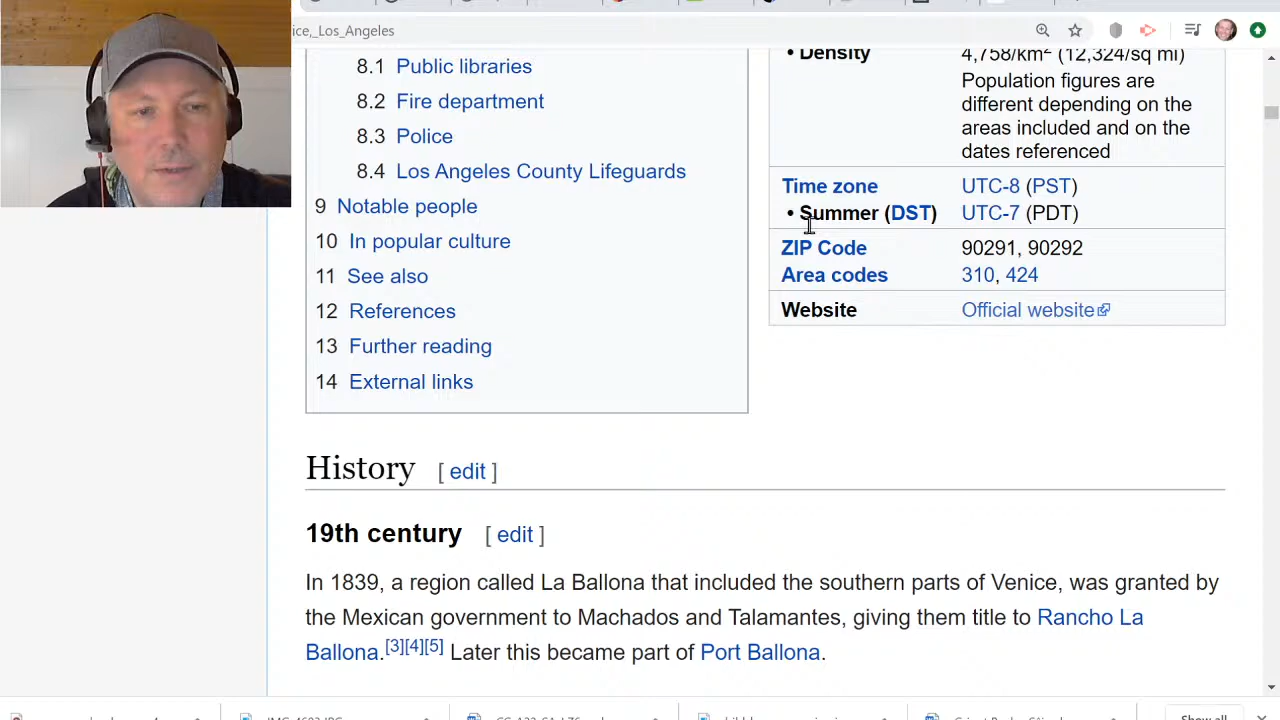 ice,_Los_Angeles
8.1 Public libraries
8.2 Fire department
8.3 Police
8.4 Los Angeles County Lifeguards
9 Notable people
10 In popular culture
11 See also
12 References
13 Further reading
14 External links
• Density 4,758/km² (12,324/sq mi)
Population figures are
different depending on the
areas included and on the
dates referenced
Time zone UTC-8 (PST)
• Summer (DST) UTC-7 (PDT)
ZIP Code 90291, 90292
Area codes 310, 424
Website Official website
History [ edit ]
19th century [ edit ]
In 1839, a region called La Ballona that included the southern parts of Venice, was granted by
the Mexican government to Machados and Talamantes, giving them title to Rancho La
Ballona.[3][4][5] Later this became part of Port Ballona.
Show all